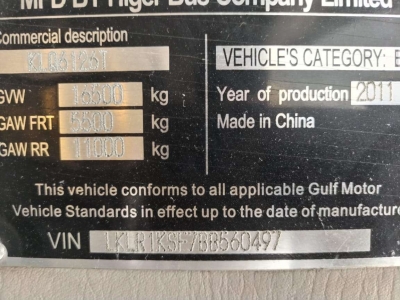 MFD BY Higer Bus Company Limited
Commercial description
VEHICLE'S CATEGORY:
GVW 16500 kg
Year of production 2011
GAW FRT 5500 kg
Made in China
GAW RR 11000 kg
This vehicle conforms to all applicable Gulf Motor
Vehicle Standards in effect up to the date of manufacture
VIN